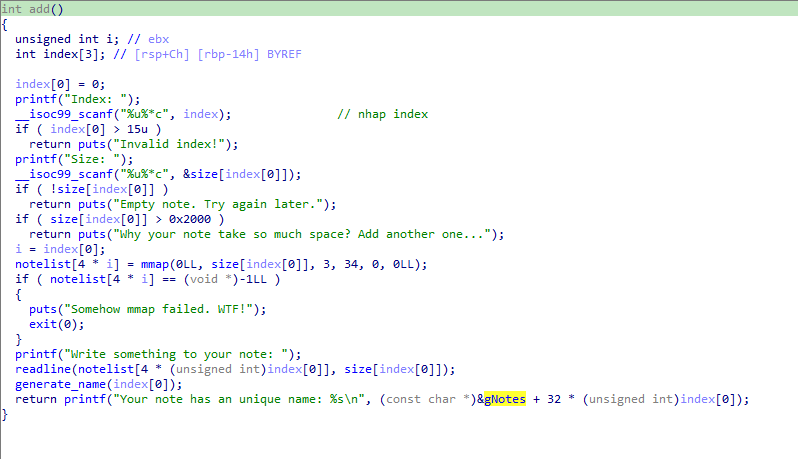 int add()
{
  unsigned int i; // ebx
  int index[3]; // [rsp+Ch] [rbp-14h] BYREF

  index[0] = 0;
  printf("Index: ");
  __isoc99_scanf("%u%*c", index);                // nhap index
  if ( index[0] > 15u )
    return puts("Invalid index!");
  printf("Size: ");
  __isoc99_scanf("%u%*c", &size[index[0]]);
  if ( !size[index[0]] )
    return puts("Empty note. Try again later.");
  if ( size[index[0]] > 0x2000 )
    return puts("Why your note take so much space? Add another one...");
  i = index[0];
  notelist[4 * i] = mmap(0LL, size[index[0]], 3, 34, 0, 0LL);
  if ( notelist[4 * i] == (void *)-1LL )
  {
    puts("Somehow mmap failed. WTF!");
    exit(0);
  }
  printf("Write something to your note: ");
  readline(notelist[4 * (unsigned int)index[0]], size[index[0]]);
  generate_name(index[0]);
  return printf("Your note has an unique name: %s\n", (const char *)&gNotes + 32 * (unsigned int)index[0]);
}